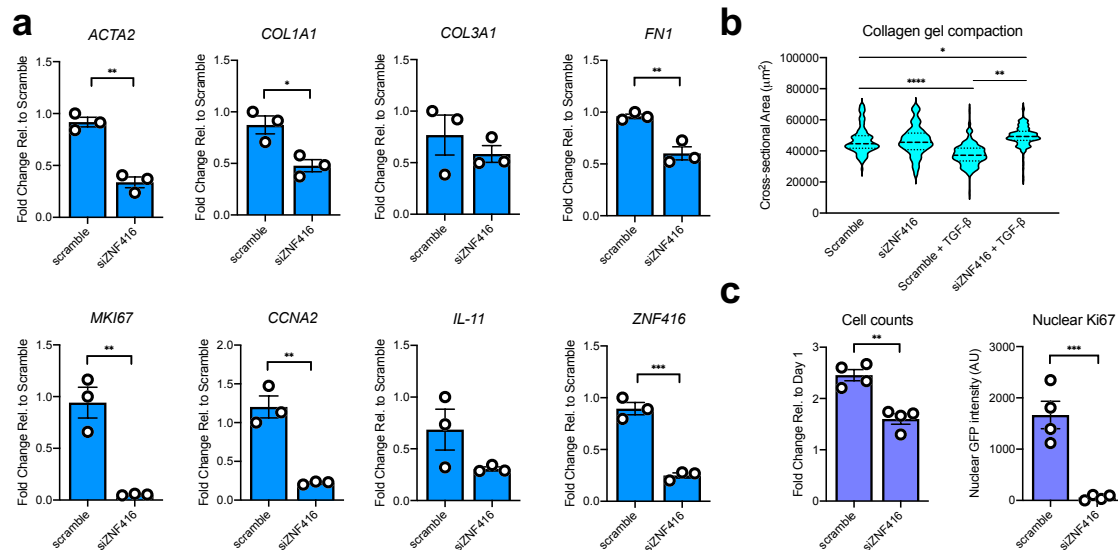 a
ACTA2
Fold Change Rel. to Scramble
1.5
1.0
0.5
0.0
**
scramble
siZNF416
COL1A1
Fold Change Rel. to Scramble
1.5
1.0
0.5
0.0
*
scramble
siZNF416
COL3A1
Fold Change Rel. to Scramble
1.5
1.0
0.5
0.0
scramble
siZNF416
FN1
Fold Change Rel. to Scramble
1.5
1.0
0.5
0.0
**
scramble
siZNF416
b
Collagen gel compaction
Cross-sectional Area (μm²)
100000
80000
60000
40000
20000
0
*
****
**
Scramble
siZNF416
Scramble + TGF-β
siZNF416 + TGF-β
MKI67
Fold Change Rel. to Scramble
1.5
1.0
0.5
0.0
**
scramble
siZNF416
CCNA2
Fold Change Rel. to Scramble
2.0
1.5
1.0
0.5
0.0
**
scramble
siZNF416
IL-11
Fold Change Rel. to Scramble
1.5
1.0
0.5
0.0
scramble
siZNF416
ZNF416
Fold Change Rel. to Scramble
1.5
1.0
0.5
0.0
***
scramble
siZNF416
c
Cell counts
Fold Change Rel. to Day 1
3
2
1
0
**
scramble
siZNF416
Nuclear Ki67
Nuclear GFP intensity (AU)
3000
2000
1000
0
***
scramble
siZNF416